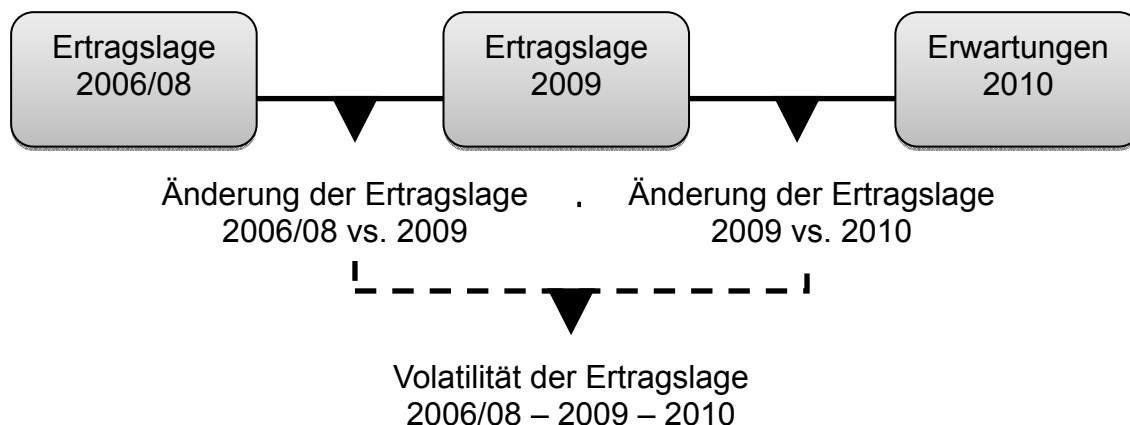 Ertragslage
2006/08
Ertragslage
2009
Erwartungen
2010
Änderung der Ertragslage
2006/08 vs. 2009
.
Änderung der Ertragslage
2009 vs. 2010
Volatilität der Ertragslage
2006/08 – 2009 – 2010